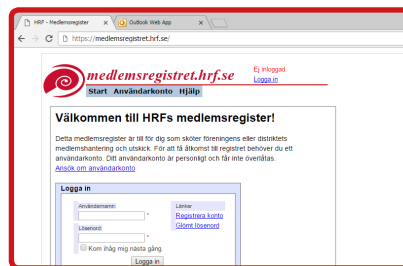 HRF - Medlemsregister
Outlook Web App
https://medlemsregistret.hrf.se/
medlemsregistret.hrf.se
Ej inloggad
Logga in
Start Användarkonto Hjälp
Välkommen till HRFs medlemsregister!
Detta medlemsregister är till för dig som sköter föreningens eller distriktets
medlemshantering och utskick. För att få åtkomst till registret behöver du ett
användarkonto. Ditt användarkonto är personligt och får inte överlåtas.
Ansök om användarkonto
Logga in
Användarnamn:
*
Lösenord:
*
Kom ihåg mig nästa gång.
Logga in
Länkar
Registrera konto
Glömt lösenord